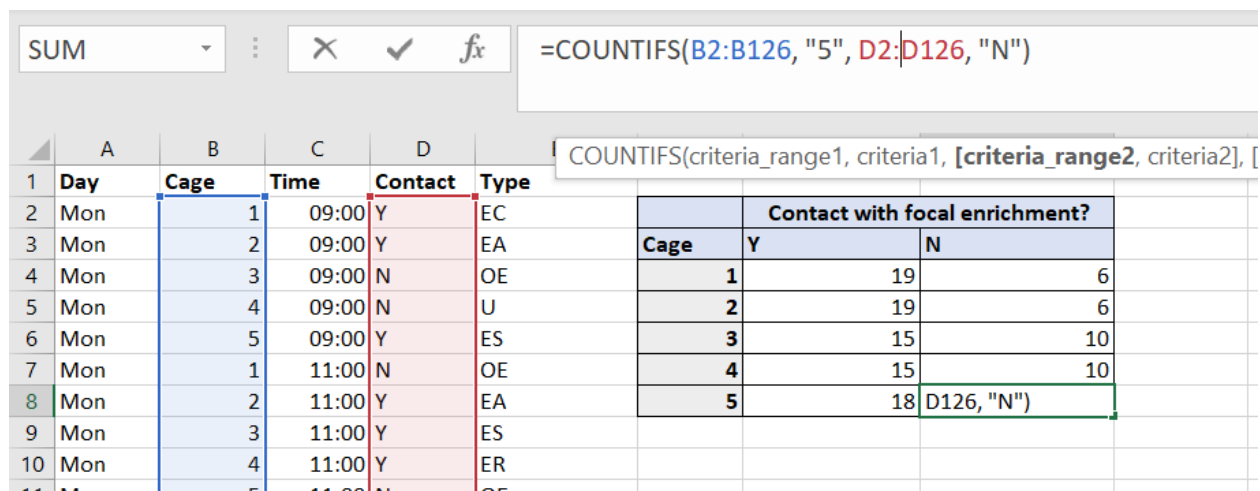 SUM fx =COUNTIFS(B2:B126, "5", D2:D126, "N")
A B C D
COUNTIFS(criteria_range1, criteria1, [criteria_range2, criteria2], [
1 Day Cage Time Contact Type
2 Mon 1 09:00 Y EC Contact with focal enrichment?
3 Mon 2 09:00 Y EA Cage Y N
4 Mon 3 09:00 N OE 1 19 6
5 Mon 4 09:00 N U 2 19 6
6 Mon 5 09:00 Y ES 3 15 10
7 Mon 1 11:00 N OE 4 15 10
8 Mon 2 11:00 Y EA 5 18 D126, "N")
9 Mon 3 11:00 Y ES
10 Mon 4 11:00 Y ER